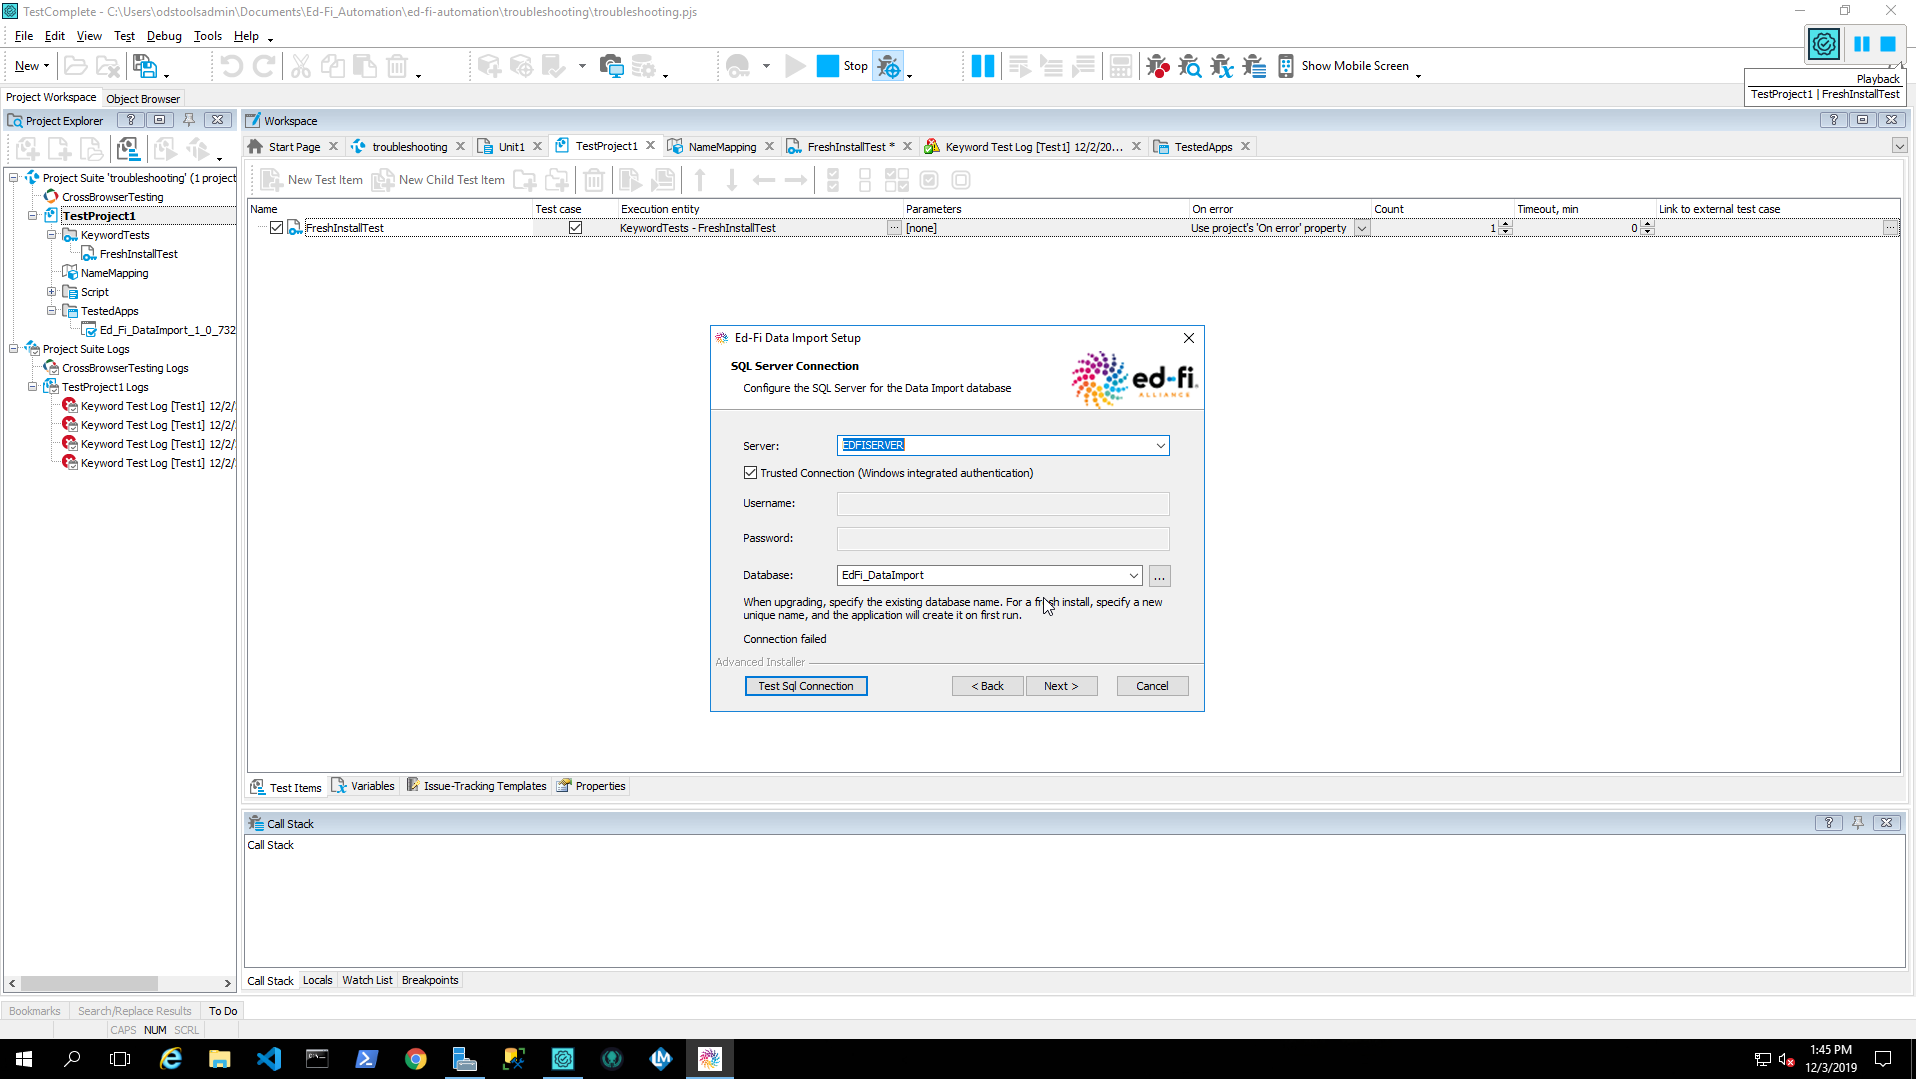 TestComplete - C:\Users\odstoolsadmin\Documents\Ed-Fi_Automation\ed-fi-automation\troubleshooting\troubleshooting.pjs
File Edit View Test Debug Tools Help
New Stop Show Mobile Screen
Playback
TestProject1 | FreshInstallTest
Project Workspace Object Browser
Project Explorer
Workspace
Start Page troubleshooting Unit1 TestProject1 NameMapping FreshInstallTest * Keyword Test Log [Test1] 12/2/20... TestedApps
New Test Item New Child Test Item
Name Test case Execution entity Parameters On error Count Timeout, min Link to external test case
FreshInstallTest KeywordTests - FreshInstallTest ... [none] Use project's 'On error' property 1 0 ...
Project Suite 'troubleshooting' (1 project
CrossBrowserTesting
TestProject1
KeywordTests
FreshInstallTest
NameMapping
Script
TestedApps
Ed_Fi_DataImport_1_0_732
Project Suite Logs
CrossBrowserTesting Logs
TestProject1 Logs
Keyword Test Log [Test1] 12/2/
Keyword Test Log [Test1] 12/2/
Keyword Test Log [Test1] 12/2/
Keyword Test Log [Test1] 12/2/
Ed-Fi Data Import Setup
SQL Server Connection
Configure the SQL Server for the Data Import database
ed-fi.
ALLIANCE
Server: EDFISERVER
Trusted Connection (Windows integrated authentication)
Username:
Password:
Database: EdFi_DataImport ...
When upgrading, specify the existing database name. For a fresh install, specify a new
unique name, and the application will create it on first run.
Connection failed
Advanced Installer
Test Sql Connection < Back Next > Cancel
Test Items Variables Issue-Tracking Templates Properties
Call Stack
Call Stack
Call Stack Locals Watch List Breakpoints
Bookmarks Search/Replace Results To Do
CAPS NUM SCRL
1:45 PM
12/3/2019